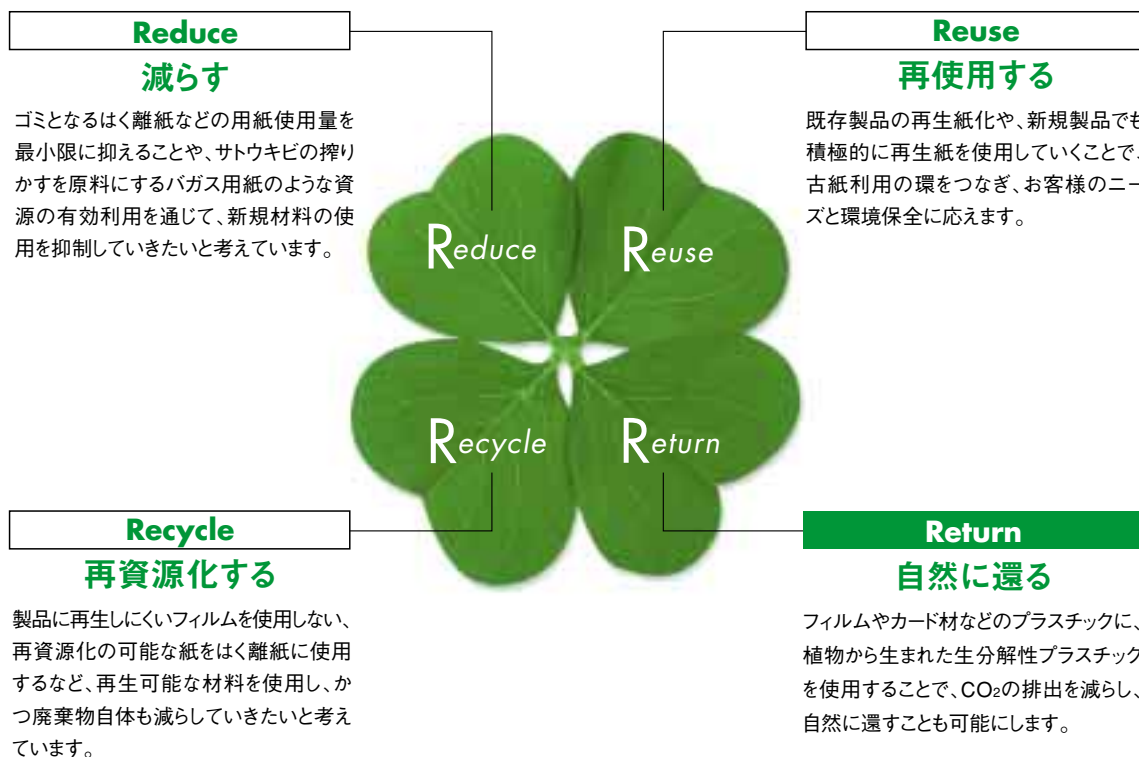 Reduce
減らす
ゴミとなるはく離紙などの用紙使用量を
最小限に抑えることや、サトウキビの搾り
かすを原料にするバガス用紙のような資
源の有効利用を通じて、新規材料の使
用を抑制していきたいと考えています。
Reuse
再使用する
既存製品の再生紙化や、新規製品でも
積極的に再生紙を使用していくことで、
古紙利用の環をつなぎ、お客様のニー
ズと環境保全に応えます。
Reduce
Reuse
Recycle
Return
Recycle
再資源化する
製品に再生しにくいフィルムを使用しない、
再資源化の可能な紙をはく離紙に使用
するなど、再生可能な材料を使用し、か
つ廃棄物自体も減らしていきたいと考え
ています。
Return
自然に還る
フィルムやカード材などのプラスチックに、
植物から生まれた生分解性プラスチック
を使用することで、CO₂の排出を減らし、
自然に還すことも可能にします。